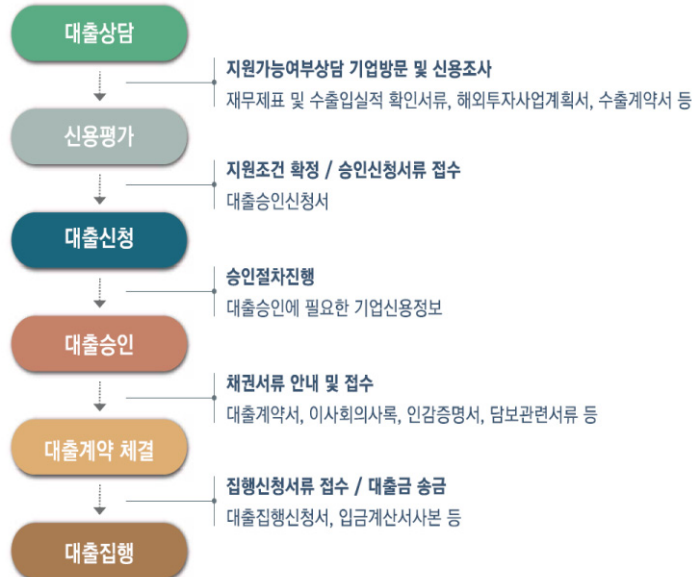 대출상담
지원가능여부상담 기업방문 및 신용조사
재무제표 및 수출입실적 확인서류, 해외투자사업계획서, 수출계약서 등
신용평가
지원조건 확정 / 승인신청서류 접수
대출승인신청서
대출신청
승인절차진행
대출승인에 필요한 기업신용정보
대출승인
채권서류 안내 및 접수
대출계약서, 이사회의사록, 인감증명서, 담보관련서류 등
대출계약 체결
집행신청서류 접수 / 대출금 송금
대출집행신청서, 입금계산서사본 등
대출집행